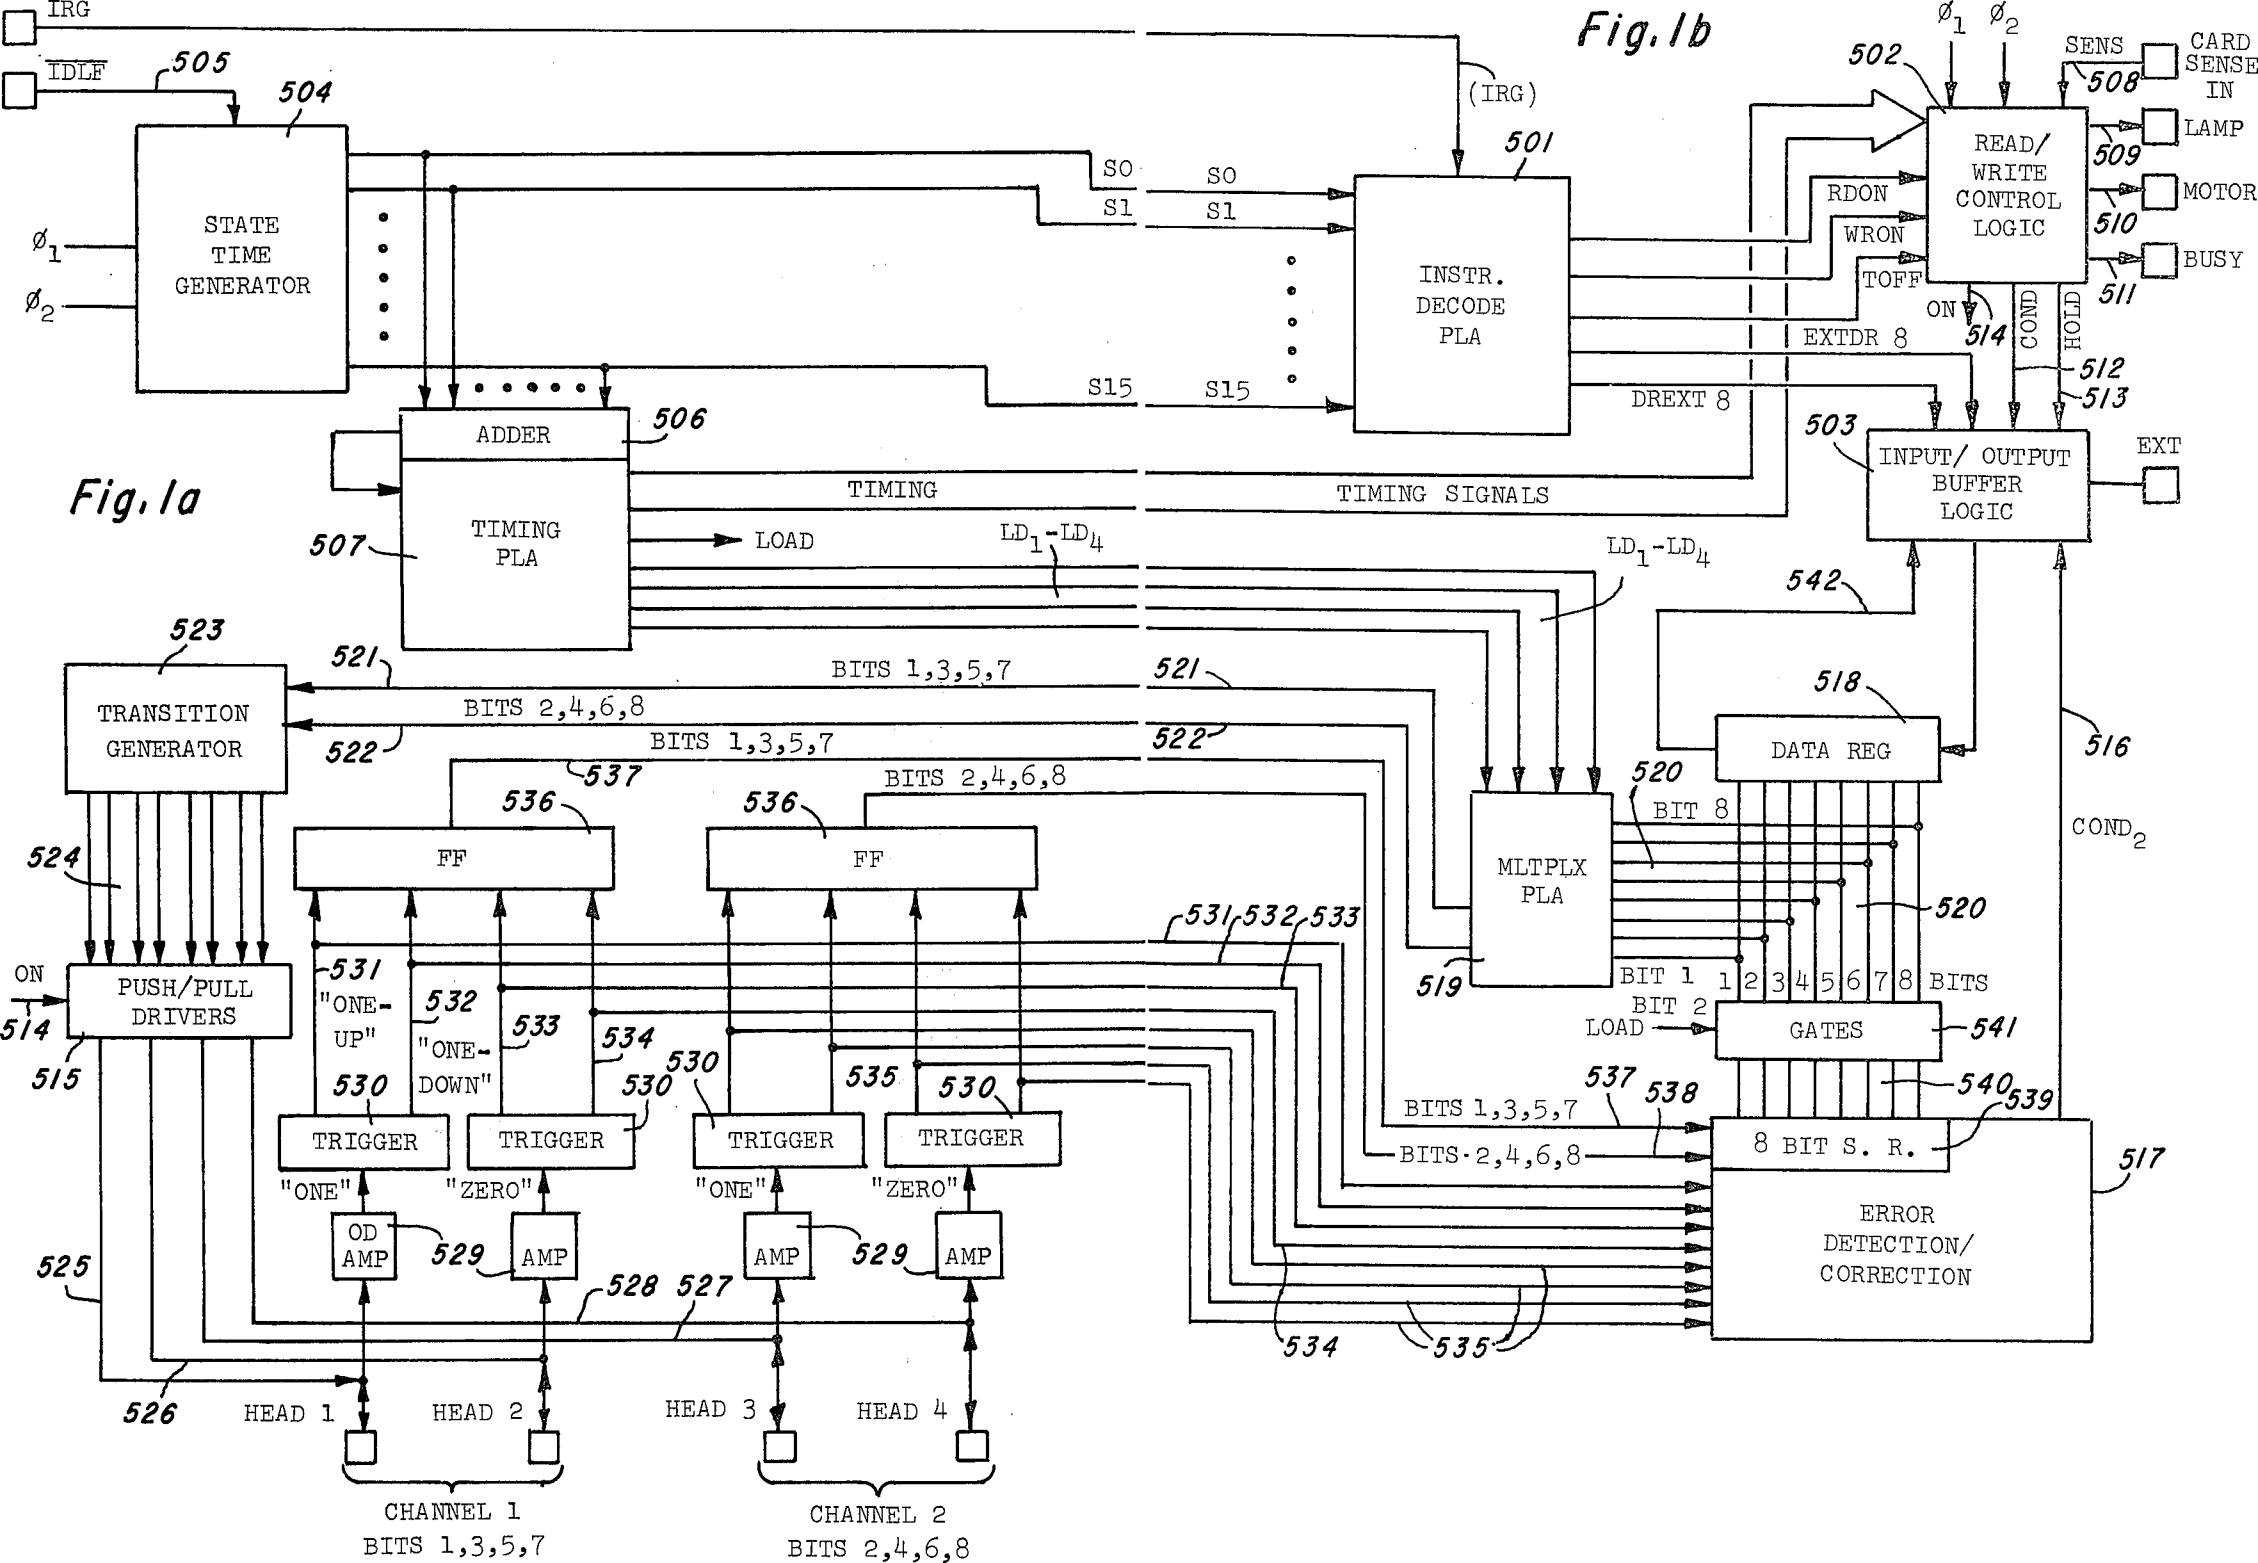 IRG
IDLF
505
504
STATE
TIME
GENERATOR
Ø1
Ø2
S0
S1
S15
ADDER
506
Fig. 1a
507
TIMING
PLA
TIMING
LOAD
LD1-LD4
523
521
BITS 1,3,5,7
TRANSITION
GENERATOR
BITS 2,4,6,8
522
BITS 1,3,5,7
537
BITS 2,4,6,8
536
FF
536
FF
524
ON
514
PUSH/PULL
DRIVERS
515
531
"ONE-
UP"
532
"ONE-
DOWN"
533
534
530
530
530
535
530
TRIGGER
TRIGGER
TRIGGER
TRIGGER
"ONE"
"ZERO"
"ONE"
"ZERO"
OD
AMP
529
AMP
AMP
529
AMP
525
528
527
526
HEAD 1
HEAD 2
HEAD 3
HEAD 4
CHANNEL 1
BITS 1,3,5,7
CHANNEL 2
BITS 2,4,6,8
Fig. 1b
(IRG)
501
S0
S1
S15
INSTR.
DECODE
PLA
RDON
WRON
TOFF
EXTDR 8
DREXT 8
Ø1
Ø2
502
SENS
508
CARD
SENSE
IN
READ/
WRITE
CONTROL
LOGIC
LAMP
509
MOTOR
510
BUSY
511
ON
514
COND
HOLD
512
513
503
INPUT/ OUTPUT
BUFFER
LOGIC
EXT
TIMING SIGNALS
LD1-LD4
542
521
522
518
DATA REG
516
COND2
520
BIT 8
MLTPLX
PLA
520
519
BIT 1
1 2 3 4 5 6 7 8 BITS
BIT 2
LOAD
GATES
541
531
532
533
540
539
BITS 1,3,5,7
537
538
BITS 2,4,6,8
8 BIT S. R.
517
ERROR
DETECTION/
CORRECTION
534
535